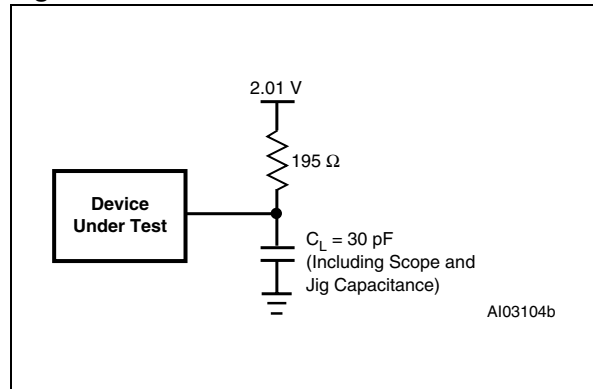 2.01 V
195 Ω
Device
Under Test
C_L = 30 pF
(Including Scope and
Jig Capacitance)
AI03104b